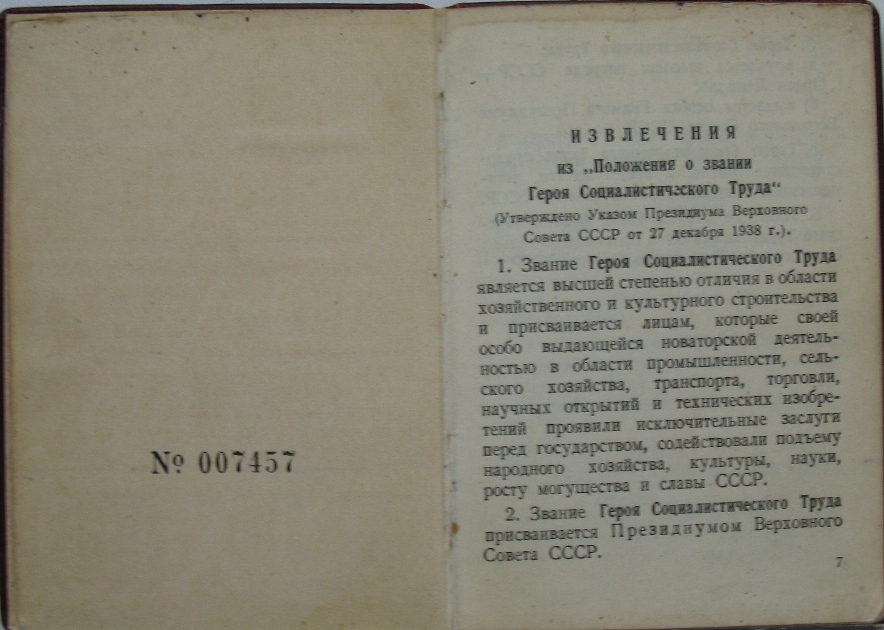 № 007457
ИЗВЛЕЧЕНИЯ
из „Положения о звании
Героя Социалистического Труда“
(Утверждено Указом Президиума Верховного
Совета СССР от 27 декабря 1938 г.).
1. Звание Героя Социалистического Труда
является высшей степенью отличия в области
хозяйственного и культурного строительства
и присваивается лицам, которые своей
особо выдающейся новаторской деятель-
ностью в области промышленности, сель-
ского хозяйства, транспорта, торговли,
научных открытий и технических изобре-
тений проявили исключительные заслуги
перед государством, содействовали подъему
народного хозяйства, культуры, науки,
росту могущества и славы СССР.
2. Звание Героя Социалистического Труда
присваивается Президиумом Верховного
Совета СССР.
7